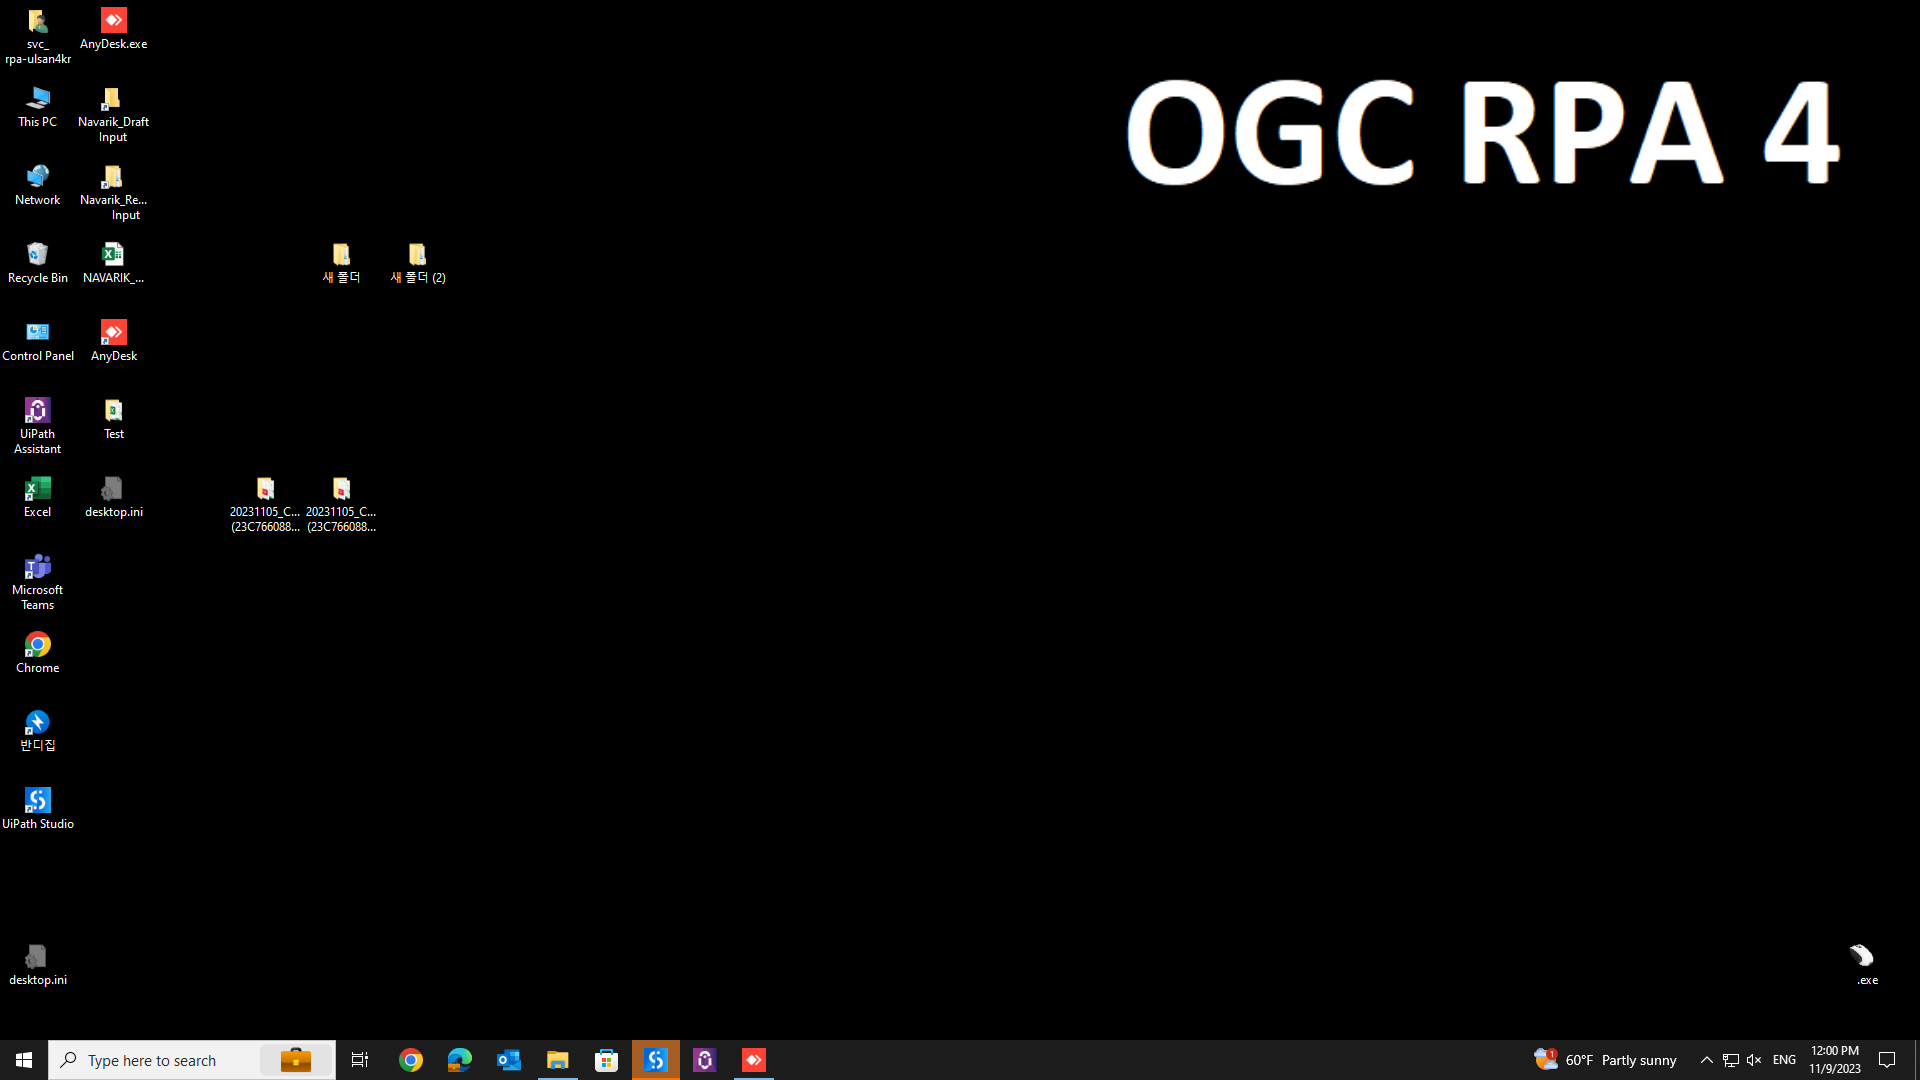 OGC RPA 4
svc_
rpa-ulsan4kr
AnyDesk.exe
This PC
Navarik_Draft
Input
Network
Navarik_Re...
Input
Recycle Bin
NAVARIK_...
새 폴더
새 폴더 (2)
Control Panel
AnyDesk
UiPath
Assistant
Test
Excel
desktop.ini
20231105_C...
(23C766088...
20231105_C...
(23C766088...
Microsoft
Teams
Chrome
반디집
UiPath Studio
desktop.ini
.exe
Type here to search
1
60°F Partly sunny
ENG
12:00 PM
11/9/2023